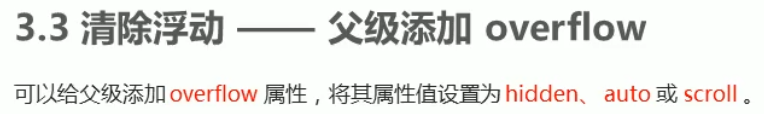 3.3 清除浮动 —— 父级添加 overflow
可以给父级添加 overflow 属性，将其属性值设置为 hidden、 auto 或 scroll 。